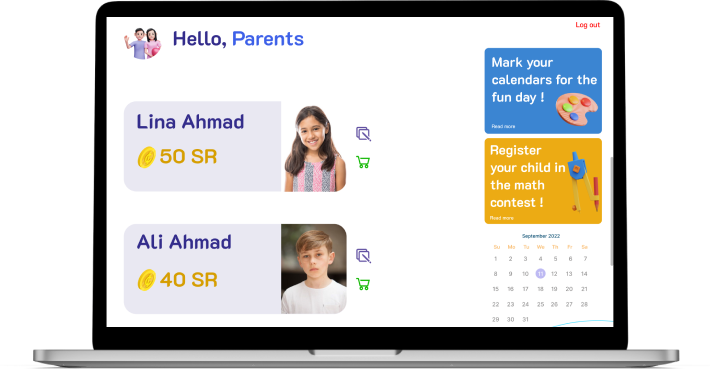 Log out
Hello, Parents
Lina Ahmad
50 SR
Ali Ahmad
40 SR
Mark your
calendars for the
fun day !
Read more
Register
your child in
the math
contest !
Read more
September 2022
Su Mo Tu We Th Fr Sa
1 2 3 4 5 6 7
8 9 10 11 12 13 14
15 16 17 18 19 20 21
22 23 24 25 26 27 28
29 30 31